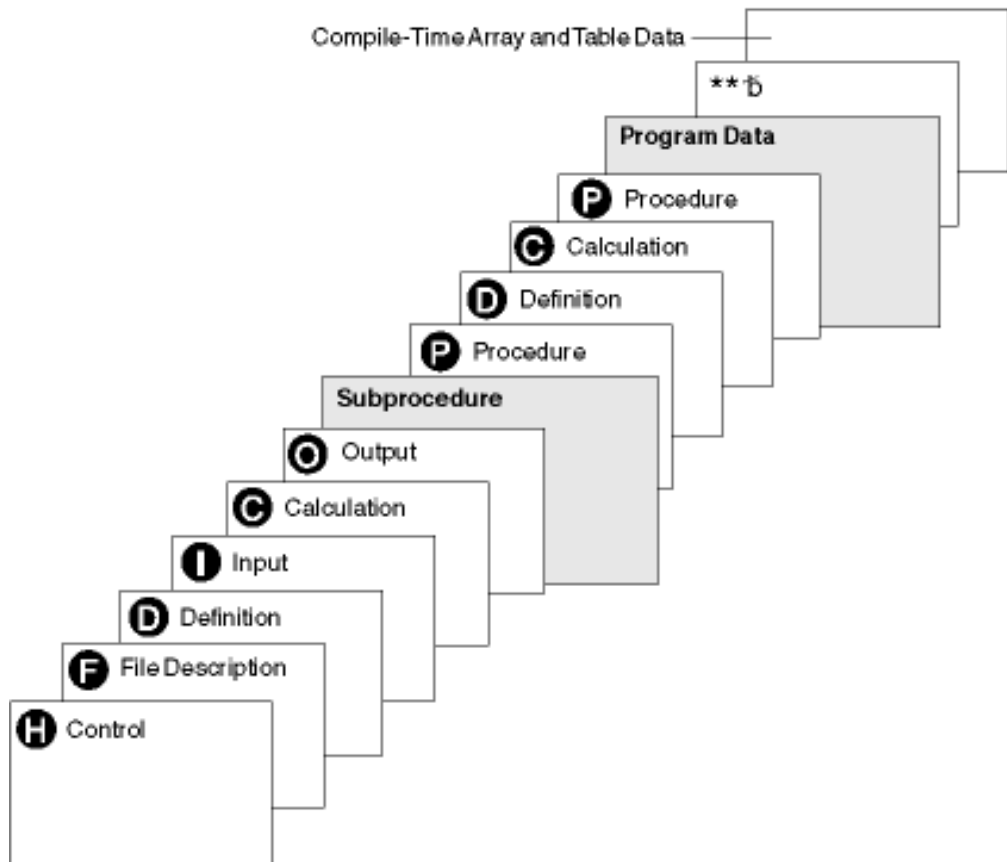 Compile-Time Array and Table Data
**ƀ
Program Data
P Procedure
C Calculation
D Definition
P Procedure
Subprocedure
O Output
C Calculation
I Input
D Definition
F File Description
H Control